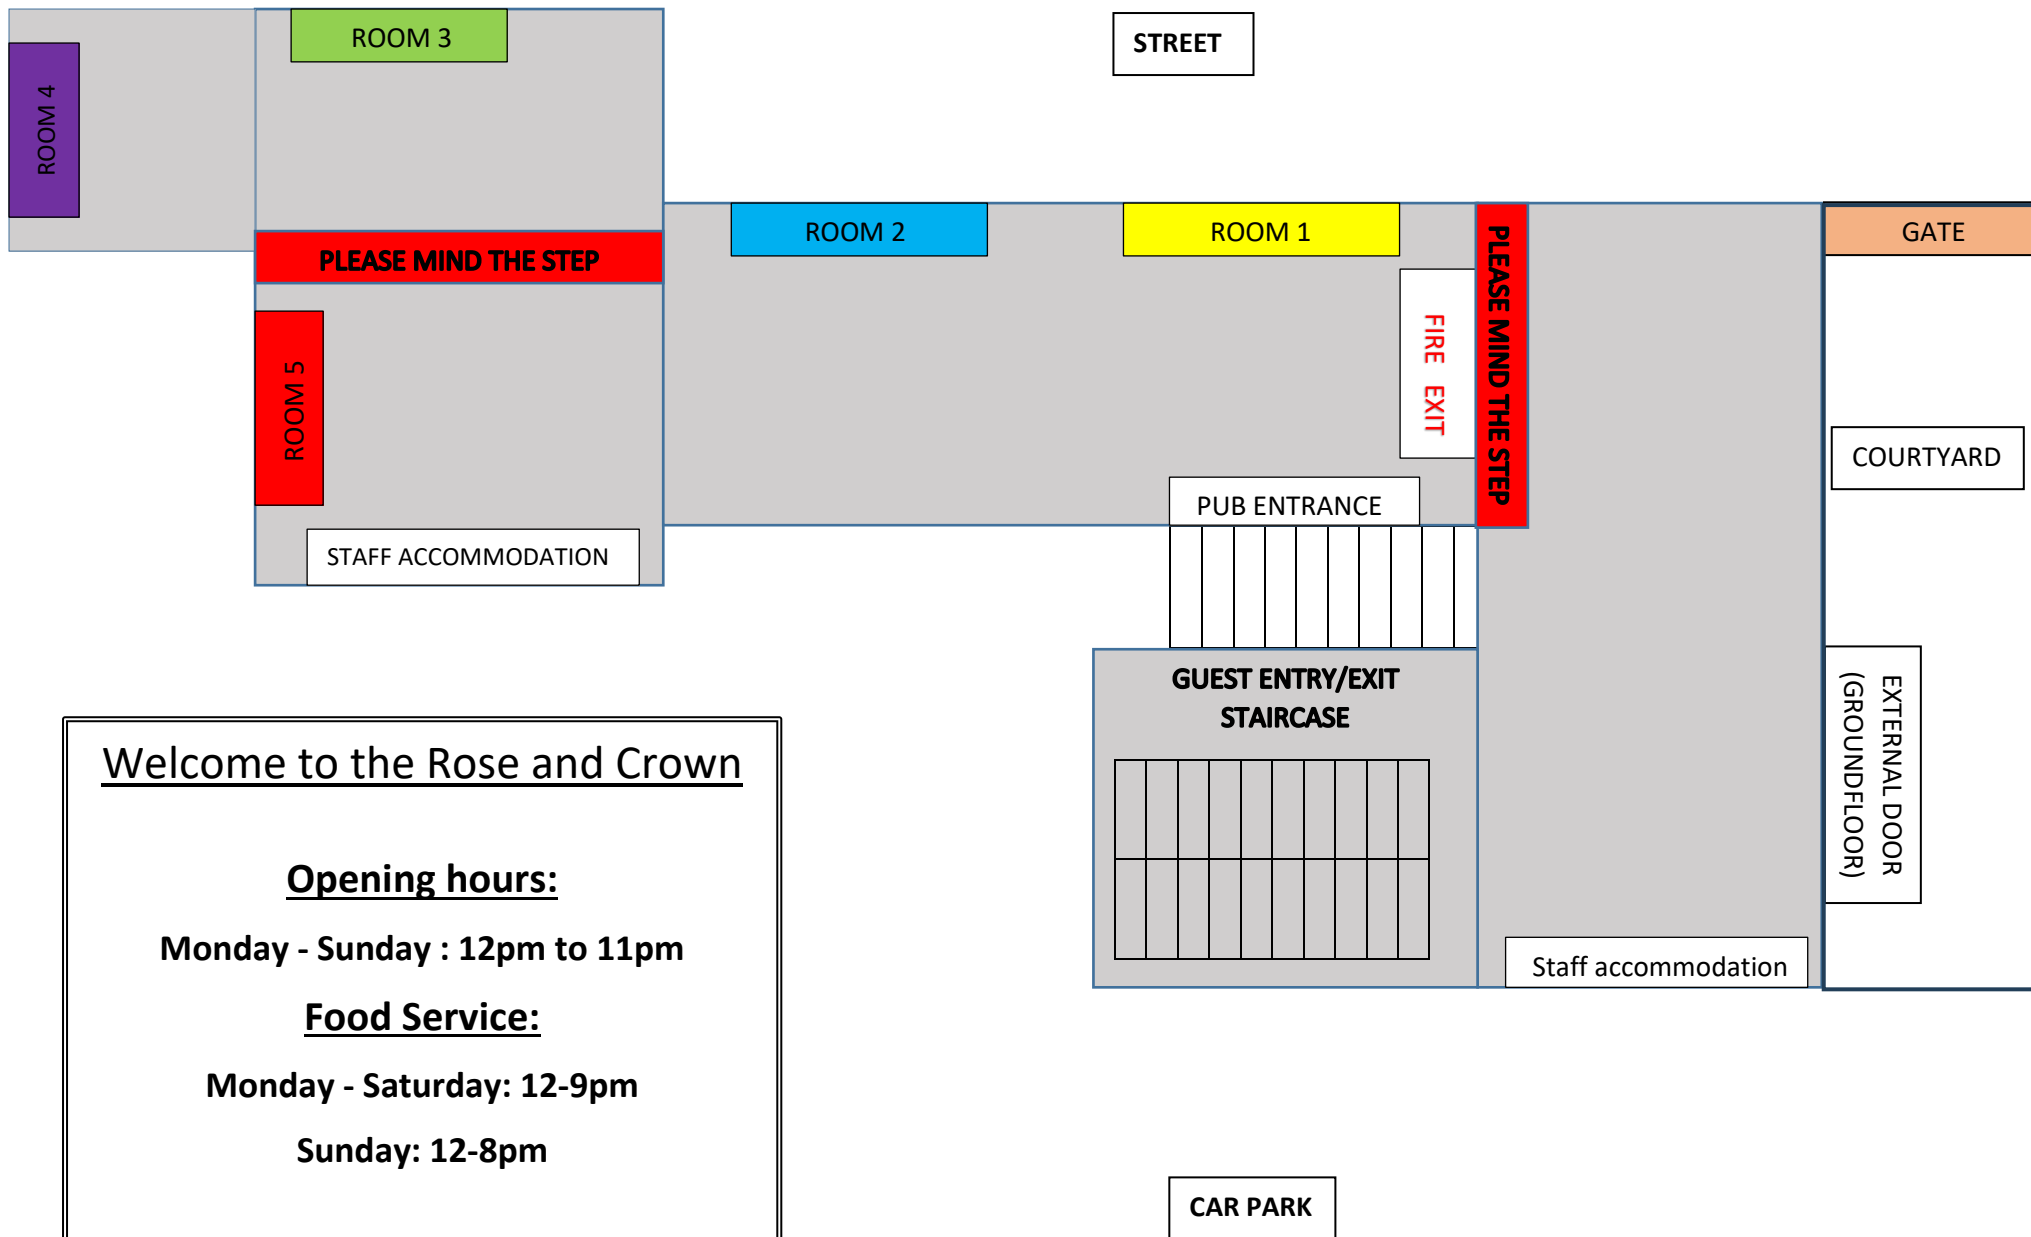 ROOM 3
STREET
ROOM 4
ROOM 2
ROOM 1
GATE
PLEASE MIND THE STEP
PLEASE MIND THE STEP
FIRE EXIT
ROOM 5
COURTYARD
PUB ENTRANCE
STAFF ACCOMMODATION
GUEST ENTRY/EXIT
STAIRCASE
EXTERNAL DOOR
(GROUNDFLOOR)
Staff accommodation
Welcome to the Rose and Crown
Opening hours:
Monday - Sunday : 12pm to 11pm
Food Service:
Monday - Saturday: 12-9pm
Sunday: 12-8pm
CAR PARK